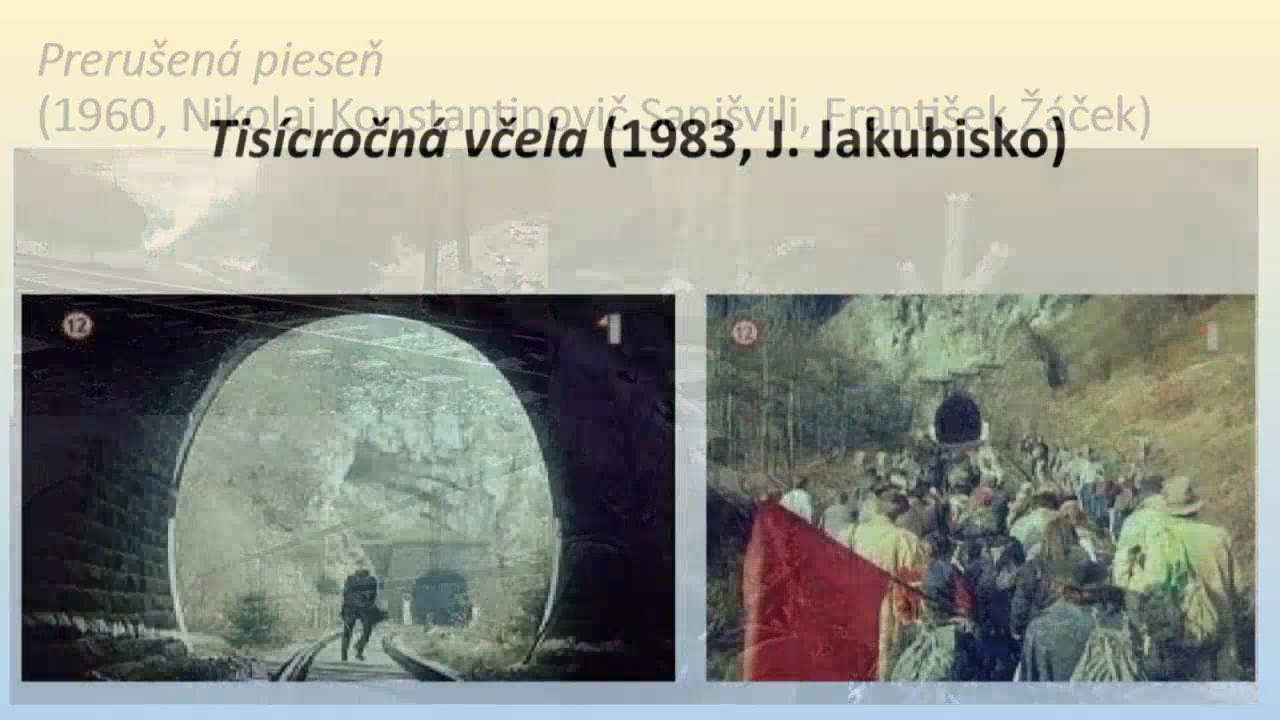 Prerušená pieseň
(1960, Nikolaj Konstantinovič Sanišvili, František Žáček)
Tisícročná včela (1983, J. Jakubisko)
12
12